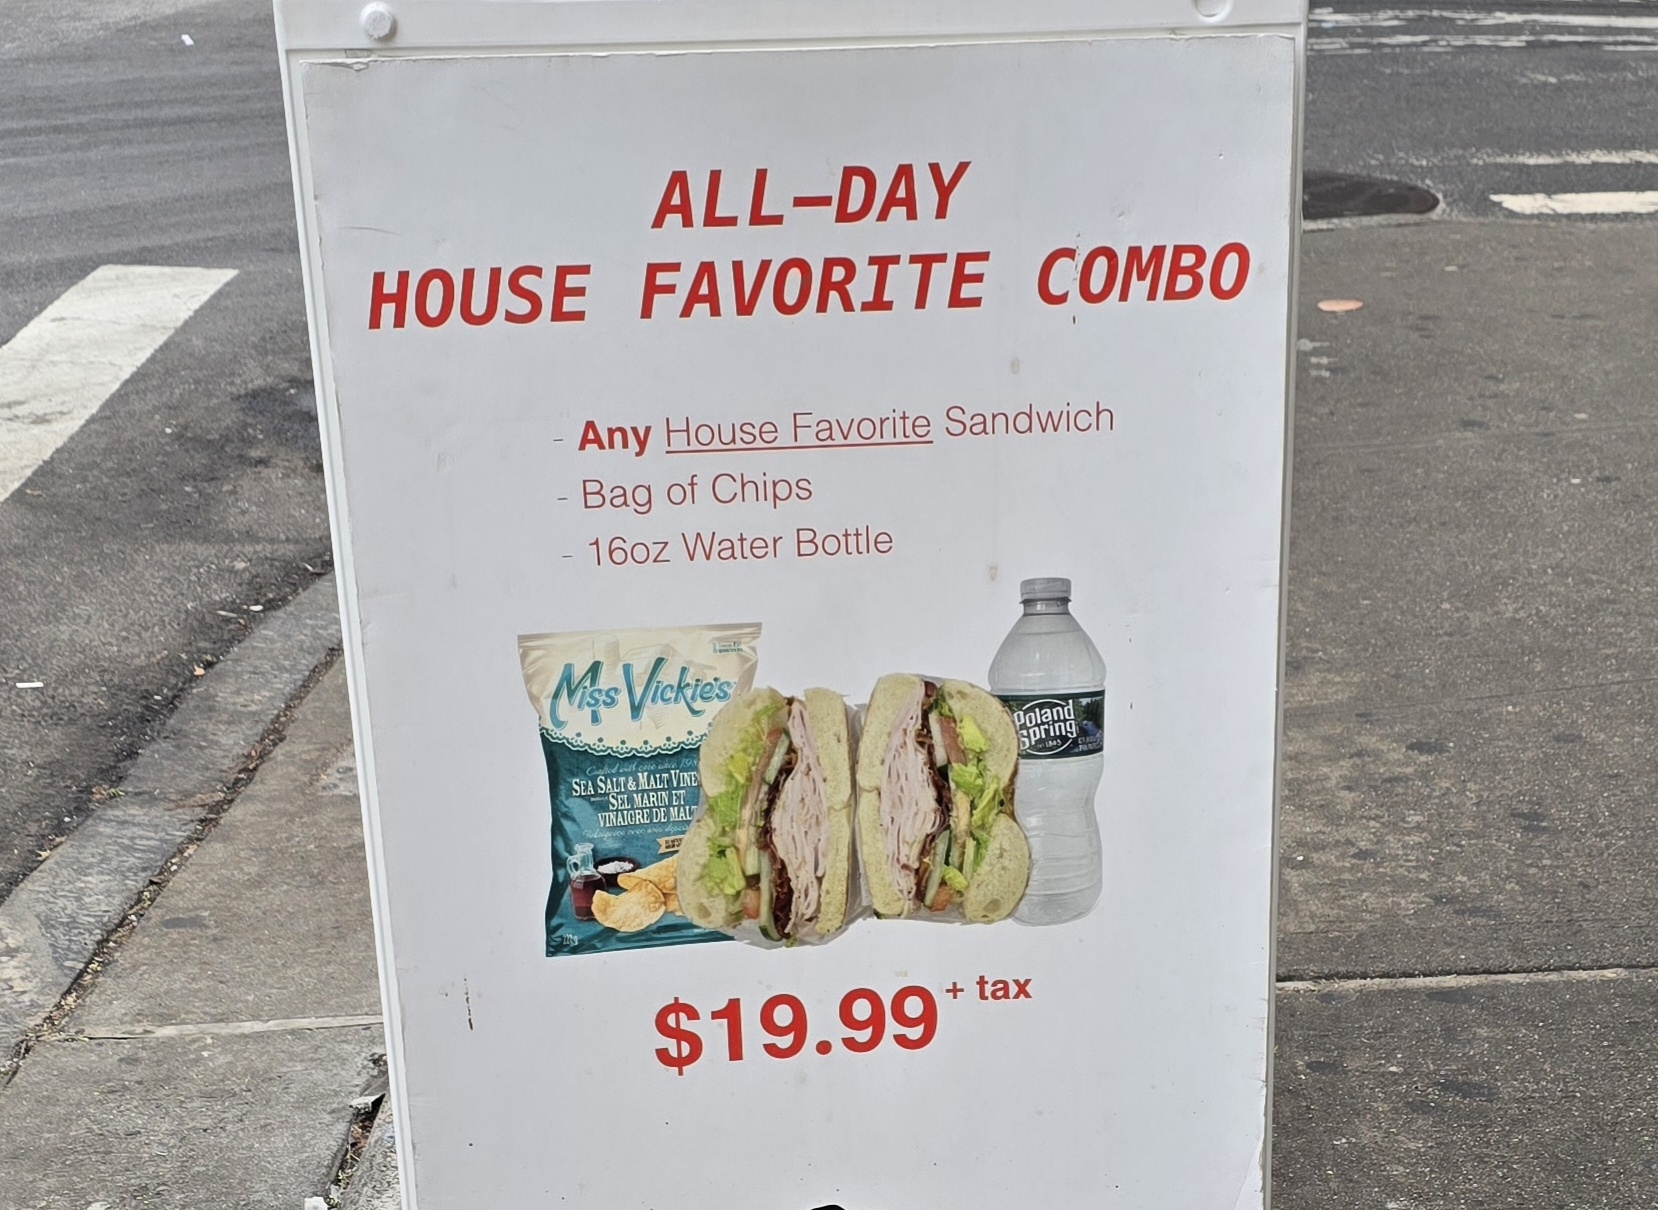 ALL-DAY
HOUSE FAVORITE COMBO
- Any House Favorite Sandwich
- Bag of Chips
- 16oz Water Bottle
Miss Vickie's
SEA SALT & MALT VINE
SEL MARIN ET
VINAIGRE DE MALT
Poland
Spring
$19.99 + tax